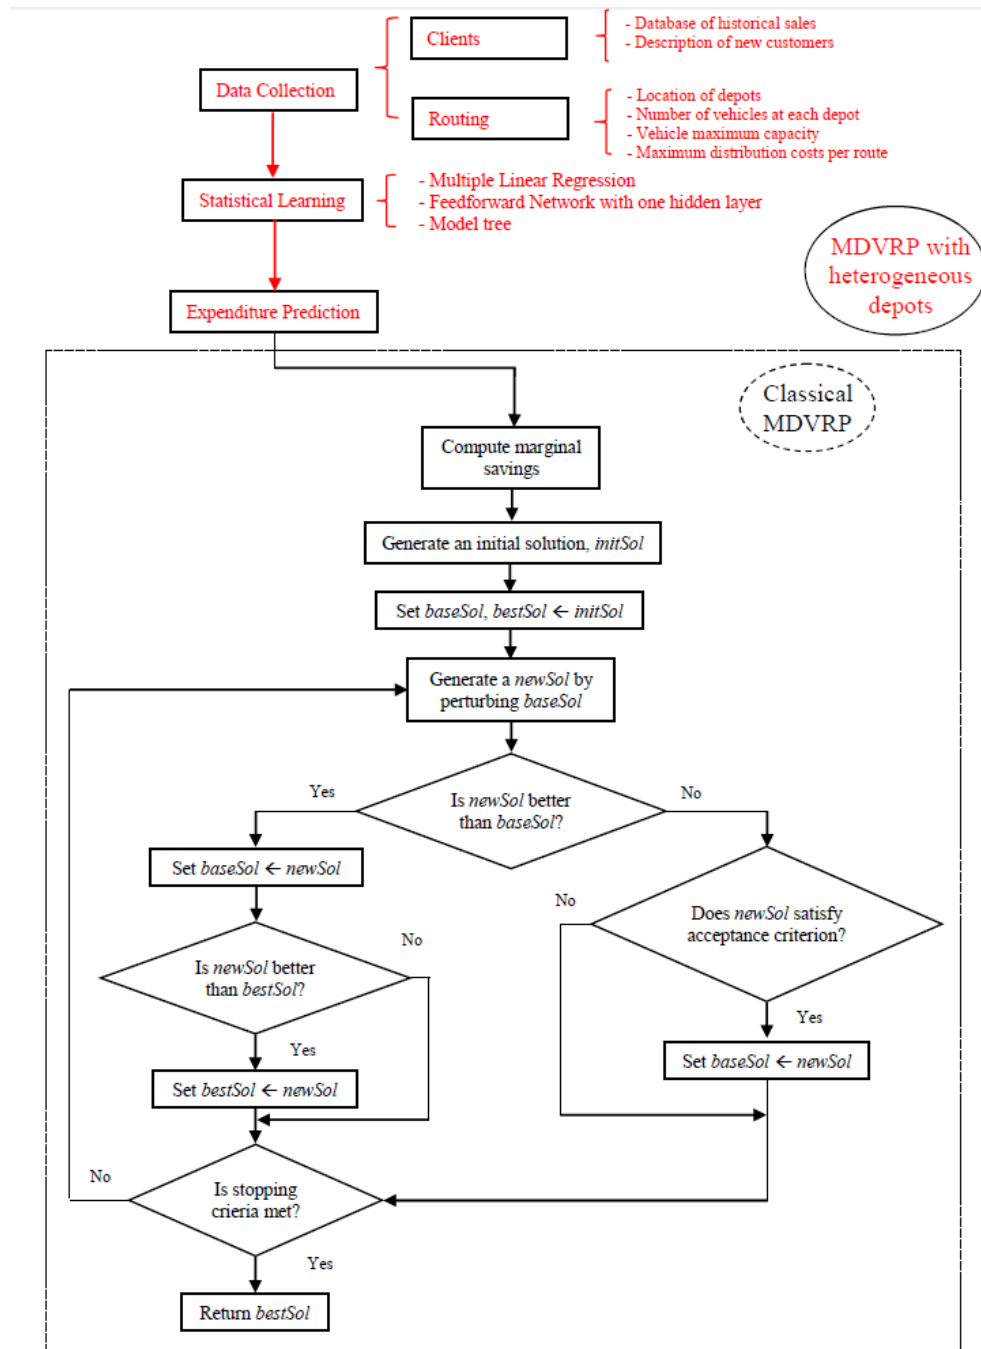 Clients
- Database of historical sales
- Description of new customers
Data Collection
Routing
- Location of depots
- Number of vehicles at each depot
- Vehicle maximum capacity
- Maximum distribution costs per route
Statistical Learning
- Multiple Linear Regression
- Feedforward Network with one hidden layer
- Model tree
MDVRP with
heterogeneous
depots
Expenditure Prediction
Classical
MDVRP
Compute marginal
savings
Generate an initial solution, initSol
Set baseSol, bestSol ← initSol
Generate a newSol by
perturbing baseSol
Yes
Is newSol better
than baseSol?
No
Set baseSol ← newSol
No
Does newSol satisfy
acceptance criterion?
No
Is newSol better
than bestSol?
Yes
Yes
Set bestSol ← newSol
Set baseSol ← newSol
No
Is stopping
crieria met?
Yes
Return bestSol